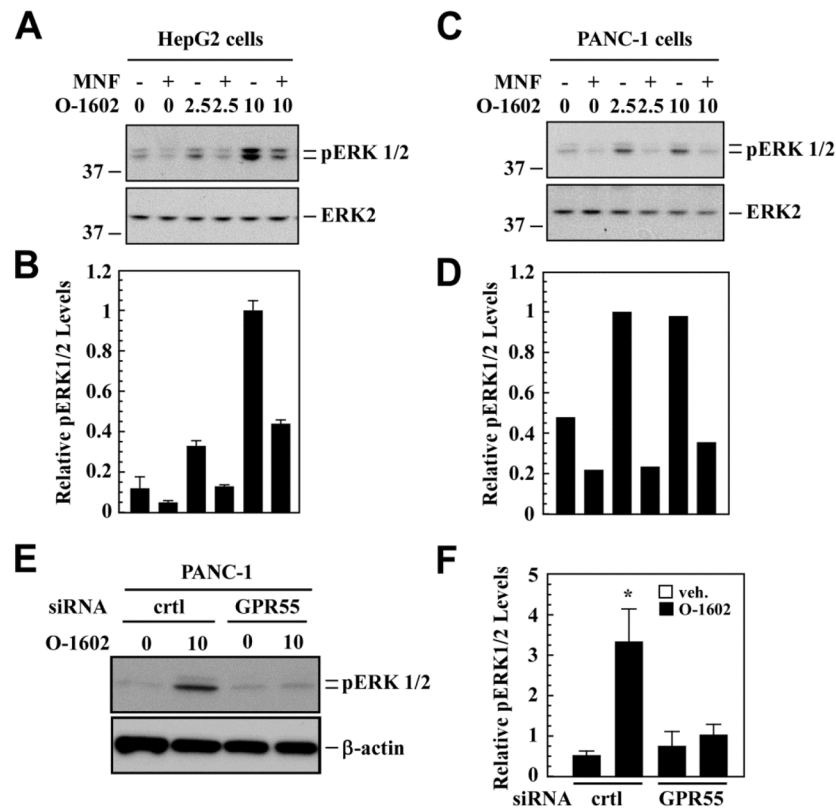 A
HepG2 cells
MNF - + - + - +
O-1602 0 0 2.5 2.5 10 10
pERK 1/2
37
ERK2
37
B
Relative pERK1/2 Levels
1.2
1
0.8
0.6
0.4
0.2
0
C
PANC-1 cells
MNF - + - + - +
O-1602 0 0 2.5 2.5 10 10
pERK 1/2
37
ERK2
37
D
Relative pERK1/2 Levels
1.2
1
0.8
0.6
0.4
0.2
0
E
PANC-1
siRNA crtl GPR55
O-1602 0 10 0 10
pERK 1/2
β-actin
F
Relative pERK1/2 Levels
5
4
3
2
1
0
*
veh.
O-1602
siRNA crtl GPR55